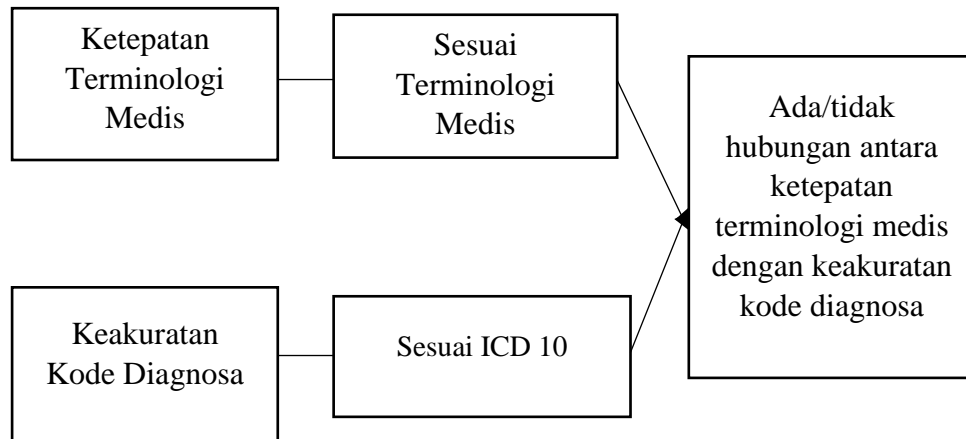 Ketepatan
Terminologi
Medis
Sesuai
Terminologi
Medis
Ada/tidak
hubungan antara
ketepatan
terminologi medis
dengan keakuratan
kode diagnosa
Keakuratan
Kode Diagnosa
Sesuai ICD 10